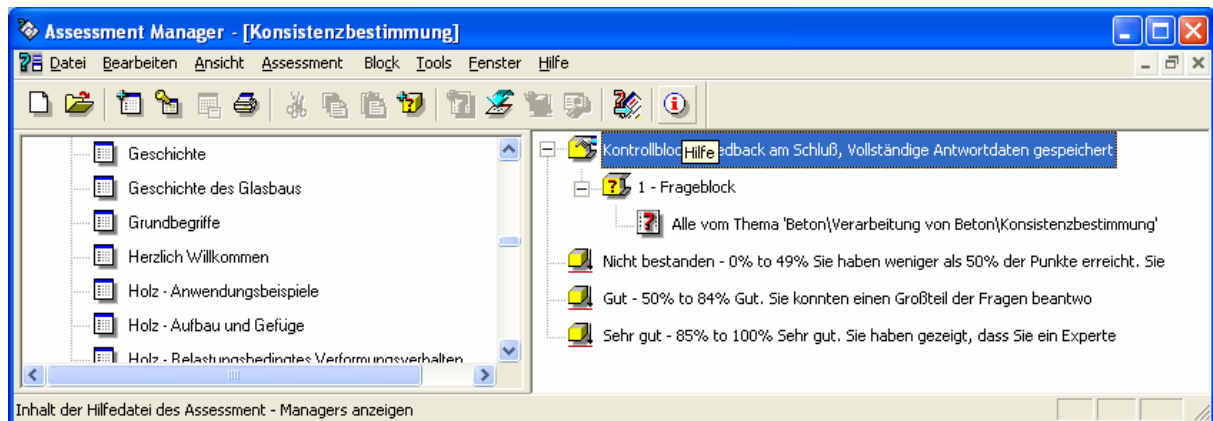 Assessment Manager - [Konsistenzbestimmung]
Datei Bearbeiten Ansicht Assessment Block Tools Fenster Hilfe
Geschichte
Geschichte des Glasbaus
Grundbegriffe
Herzlich Willkommen
Holz - Anwendungsbeispiele
Holz - Aufbau und Gefüge
Holz - Belastungsbedingtes Verformungsverhalten
Kontrollbloc Hilfe edback am Schluß, Vollständige Antwortdaten gespeichert
1 - Frageblock
Alle vom Thema 'Beton\Verarbeitung von Beton\Konsistenzbestimmung'
Nicht bestanden - 0% to 49% Sie haben weniger als 50% der Punkte erreicht. Sie
Gut - 50% to 84% Gut. Sie konnten einen Großteil der Fragen beantwo
Sehr gut - 85% to 100% Sehr gut. Sie haben gezeigt, dass Sie ein Experte
Inhalt der Hilfedatei des Assessment - Managers anzeigen